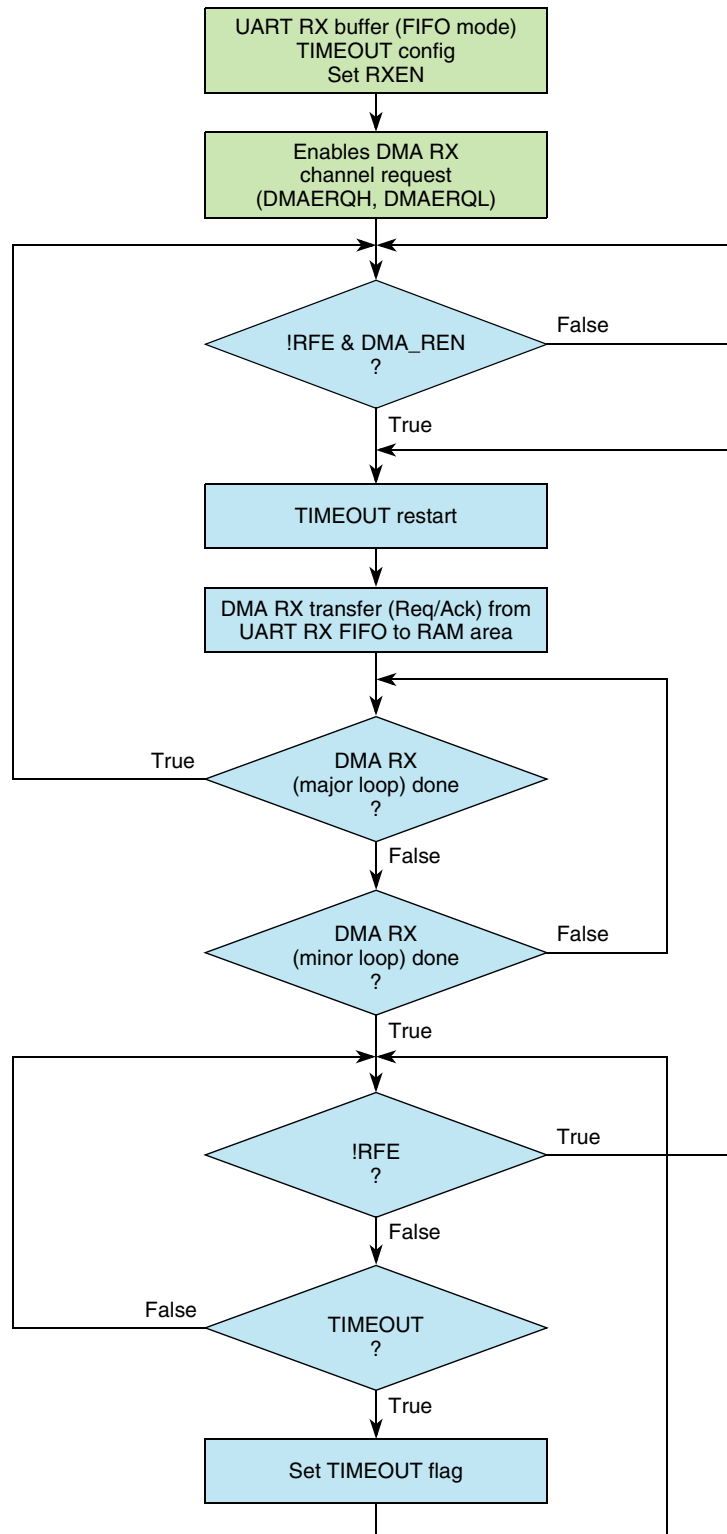 UART RX buffer (FIFO mode)
TIMEOUT config
Set RXEN
Enables DMA RX
channel request
(DMAERQH, DMAERQL)
!RFE & DMA_REN
?
False
True
TIMEOUT restart
DMA RX transfer (Req/Ack) from
UART RX FIFO to RAM area
True
DMA RX
(major loop) done
?
False
DMA RX
(minor loop) done
?
False
True
!RFE
?
True
False
False
TIMEOUT
?
True
Set TIMEOUT flag